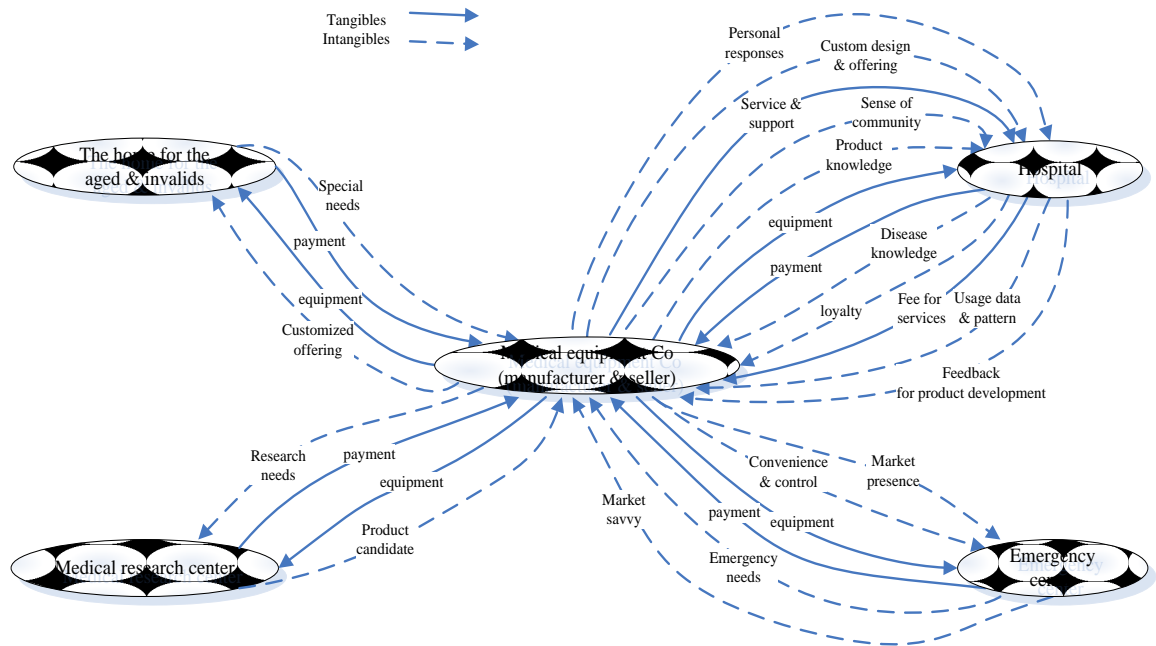 Tangibles
Intangibles
Personal
responses
Custom design
& offering
Service &
support
Sense of
community
Product
knowledge
The home for the
aged & invalids
Hospital
Special
needs
payment
equipment
Customized
offering
equipment
payment
Disease
knowledge
loyalty
Fee for
services
Usage data
& pattern
Feedback
for product development
Medical equipment Co
(manufacturer & seller)
Research
needs
payment
equipment
Product
candidate
Convenience
& control
Market
presence
Market
savvy
payment
equipment
Emergency
needs
Medical research center
Emergency
center